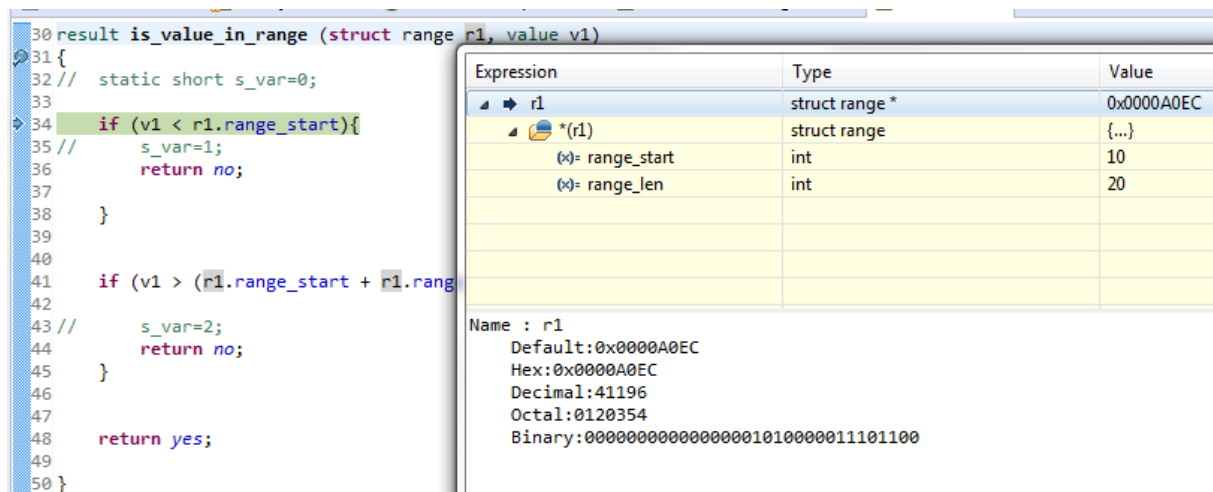 30 result is_value_in_range (struct range r1, value v1)
31 {
32 //  static short s_var=0;
33
34    if (v1 < r1.range_start){
35 //      s_var=1;
36        return no;
37
38    }
39
40
41    if (v1 > (r1.range_start + r1.rang
42
43 //      s_var=2;
44        return no;
45    }
46
47
48    return yes;
49
50 }
Expression Type Value
r1 struct range * 0x0000A0EC
*(r1) struct range {...}
(x)= range_start int 10
(x)= range_len int 20
Name : r1
    Default:0x0000A0EC
    Hex:0x0000A0EC
    Decimal:41196
    Octal:0120354
    Binary:00000000000000001010000011101100